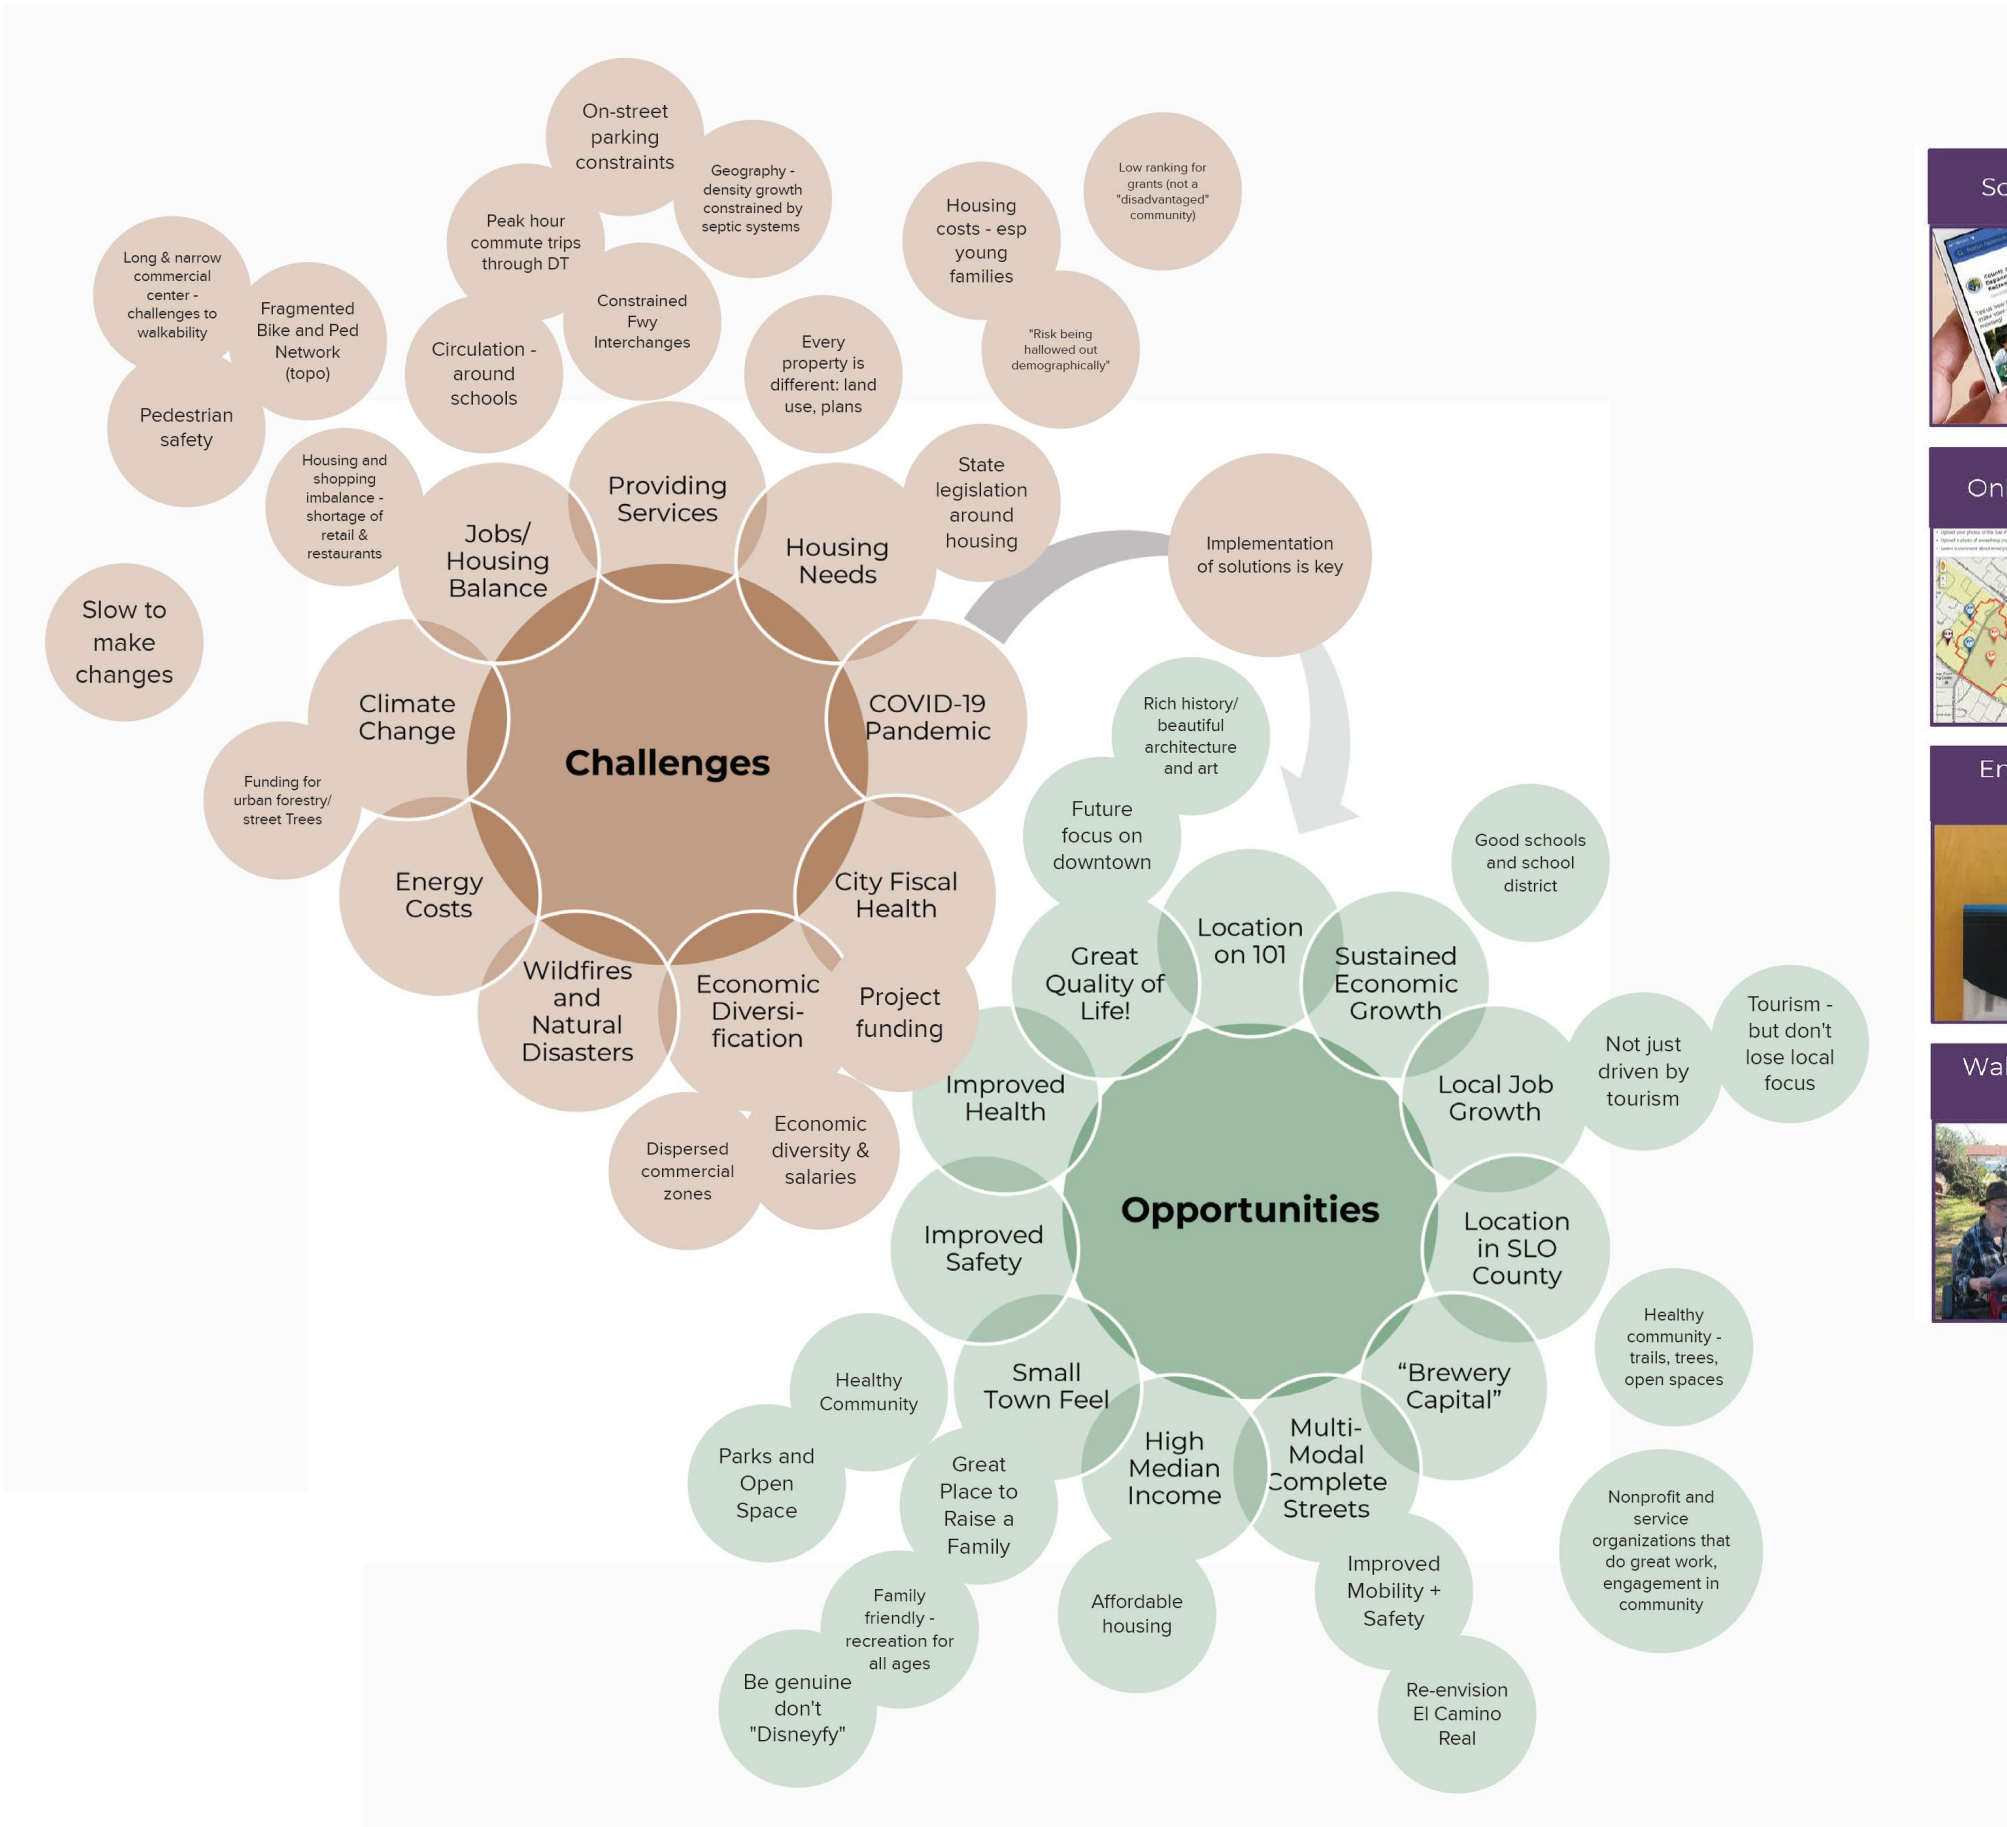 On-street
parking
constraints
Geography -
density growth
constrained by
septic systems
Peak hour
commute trips
through DT
Constrained
Fwy
Interchanges
Circulation -
around
schools
Long & narrow
commercial
center -
challenges to
walkability
Fragmented
Bike and Ped
Network
(topo)
Pedestrian
safety
Housing and
shopping
imbalance -
shortage of
retail &
restaurants
Slow to
make
changes
Funding for
urban forestry/
street Trees
Every
property is
different: land
use, plans
Housing
costs - esp
young
families
Low ranking for
grants (not a
"disadvantaged"
community)
"Risk being
hallowed out
demographically"
State
legislation
around
housing
Implementation
of solutions is key
Challenges
Providing
Services
Housing
Needs
COVID-19
Pandemic
City Fiscal
Health
Project
funding
Economic
Diversi-
fication
Wildfires
and
Natural
Disasters
Energy
Costs
Climate
Change
Jobs/
Housing
Balance
Dispersed
commercial
zones
Economic
diversity &
salaries
Opportunities
Rich history/
beautiful
architecture
and art
Future
focus on
downtown
Great
Quality of
Life!
Location
on 101
Sustained
Economic
Growth
Good schools
and school
district
Local Job
Growth
Not just
driven by
tourism
Tourism -
but don't
lose local
focus
Location
in SLO
County
Healthy
community -
trails, trees,
open spaces
“Brewery
Capital”
Nonprofit and
service
organizations that
do great work,
engagement in
community
Multi-
Modal
Complete
Streets
Improved
Mobility +
Safety
Re-envision
El Camino
Real
High
Median
Income
Affordable
housing
Small
Town Feel
Great
Place to
Raise a
Family
Family
friendly -
recreation for
all ages
Be genuine
don't
"Disneyfy"
Healthy
Community
Parks and
Open
Space
Improved
Safety
Improved
Health
So
On
En
Wal